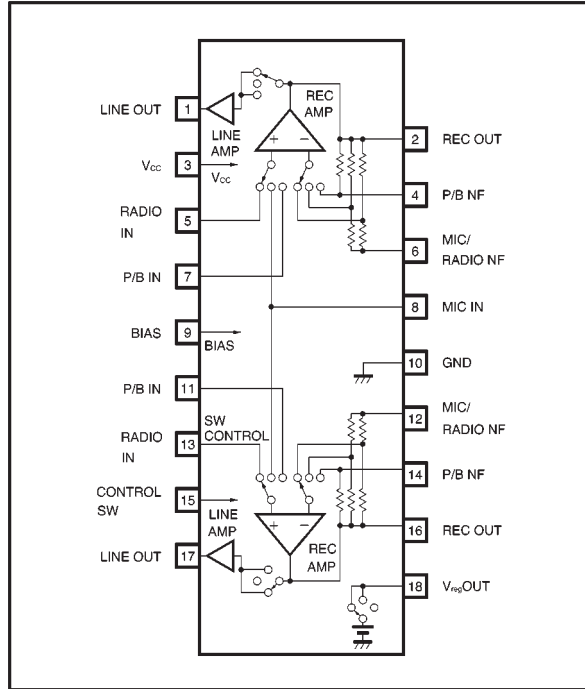 LINE OUT 1
LINE AMP
REC AMP
+ −
2 REC OUT
VCC 3
VCC
4 P/B NF
RADIO IN 5
6 MIC/ RADIO NF
P/B IN 7
8 MIC IN
BIAS 9
BIAS
10 GND
P/B IN 11
12 MIC/ RADIO NF
SW CONTROL
RADIO IN 13
14 P/B NF
CONTROL SW 15
LINE AMP
+ −
REC AMP
16 REC OUT
LINE OUT 17
18 VregOUT